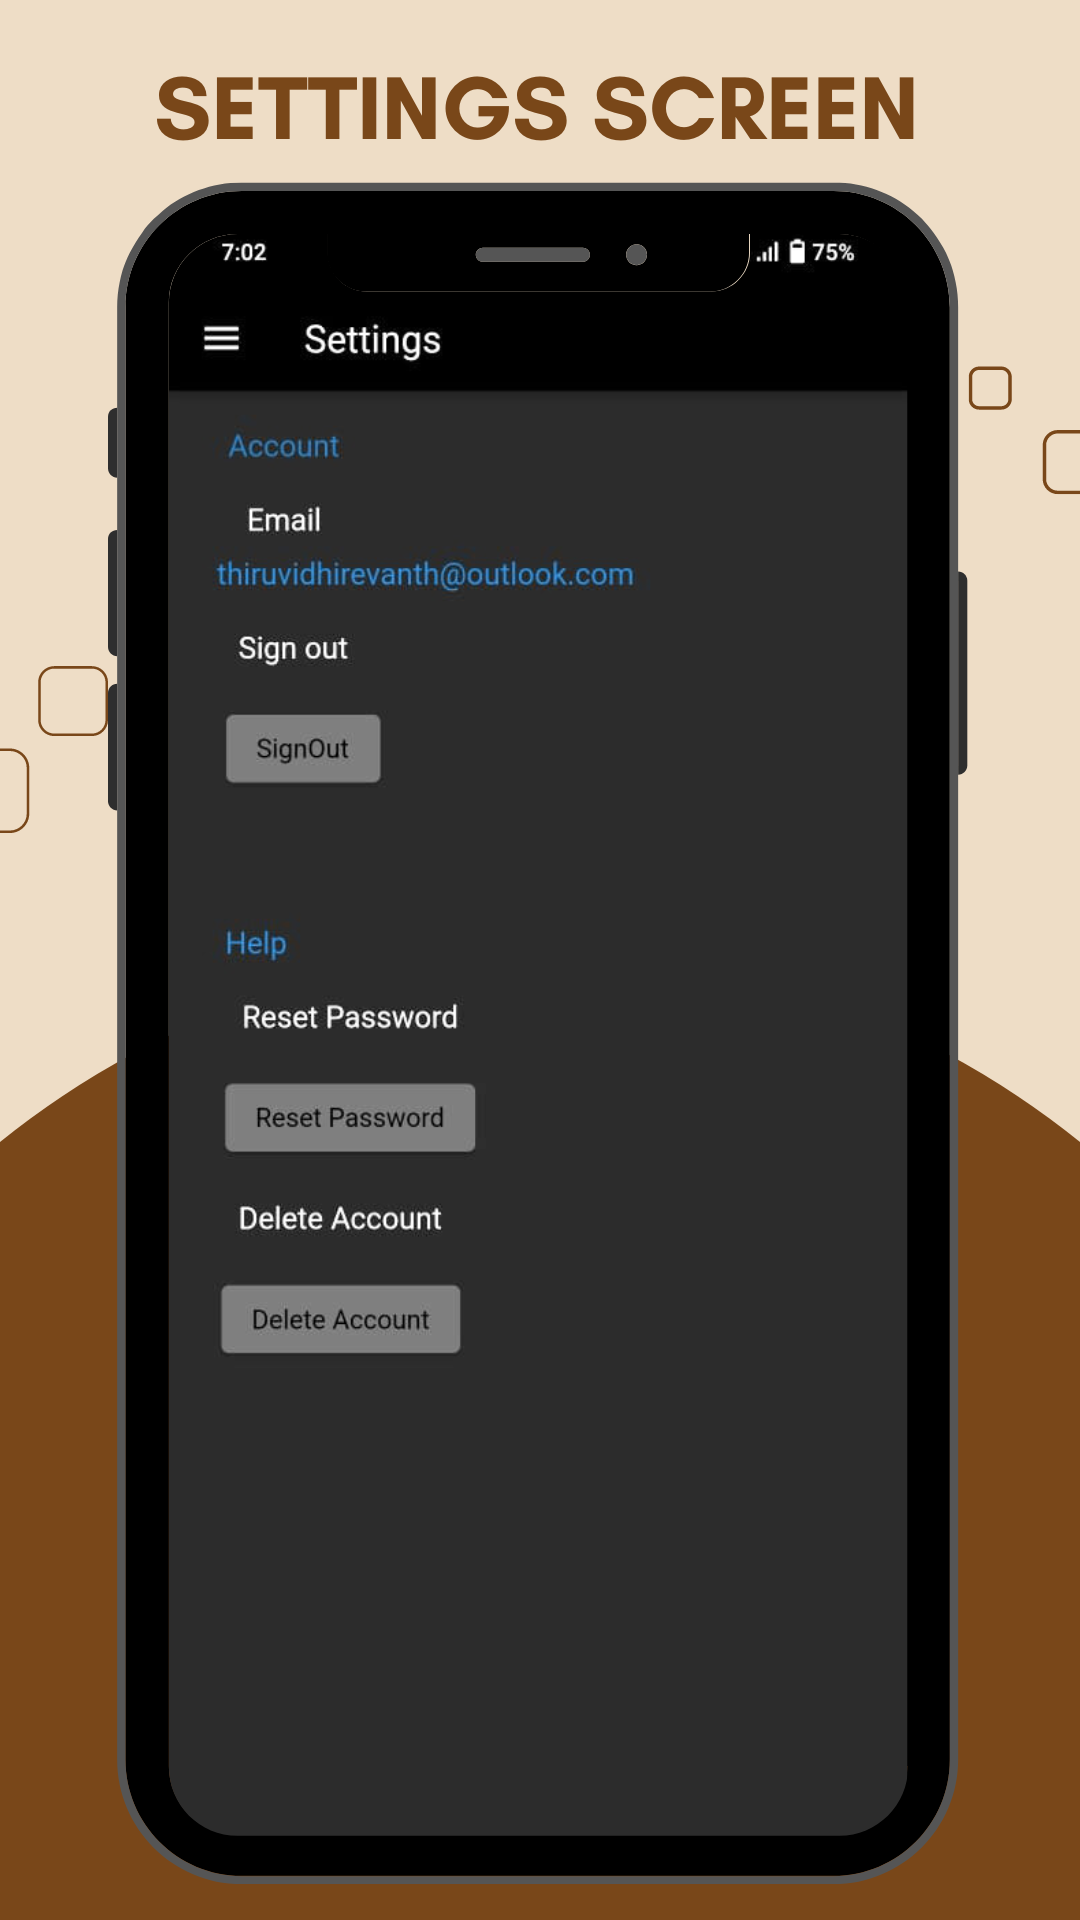 SETTINGS SCREEN
7:02 75%
Settings
Account
Email
thiruvidhirevanth@outlook.com
Sign out
SignOut
Help
Reset Password
Reset Password
Delete Account
Delete Account